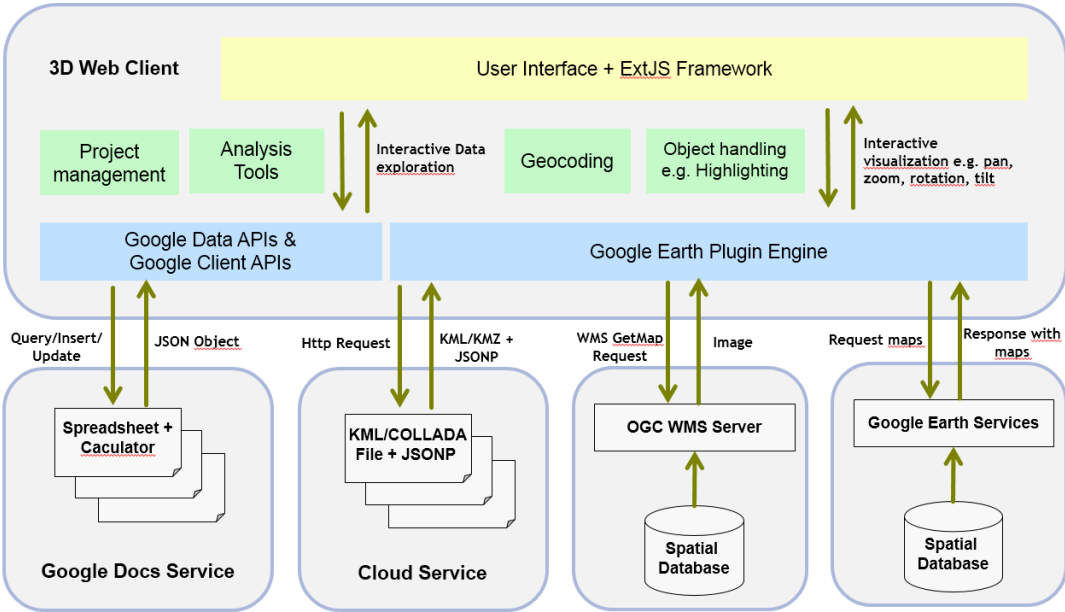 3D Web Client
User Interface + ExtJS Framework
Project
management
Analysis
Tools
Interactive Data
exploration
Geocoding
Object handling
e.g. Highlighting
Interactive
visualization e.g. pan,
zoom, rotation, tilt
Google Data APIs &
Google Client APIs
Google Earth Plugin Engine
Query/Insert/
Update
JSON Object
Http Request
KML/KMZ +
JSONP
WMS GetMap
Request
Image
Request maps
Response with
maps
Spreadsheet +
Caculator
Google Docs Service
KML/COLLADA
File + JSONP
Cloud Service
OGC WMS Server
Spatial
Database
Google Earth Services
Spatial
Database